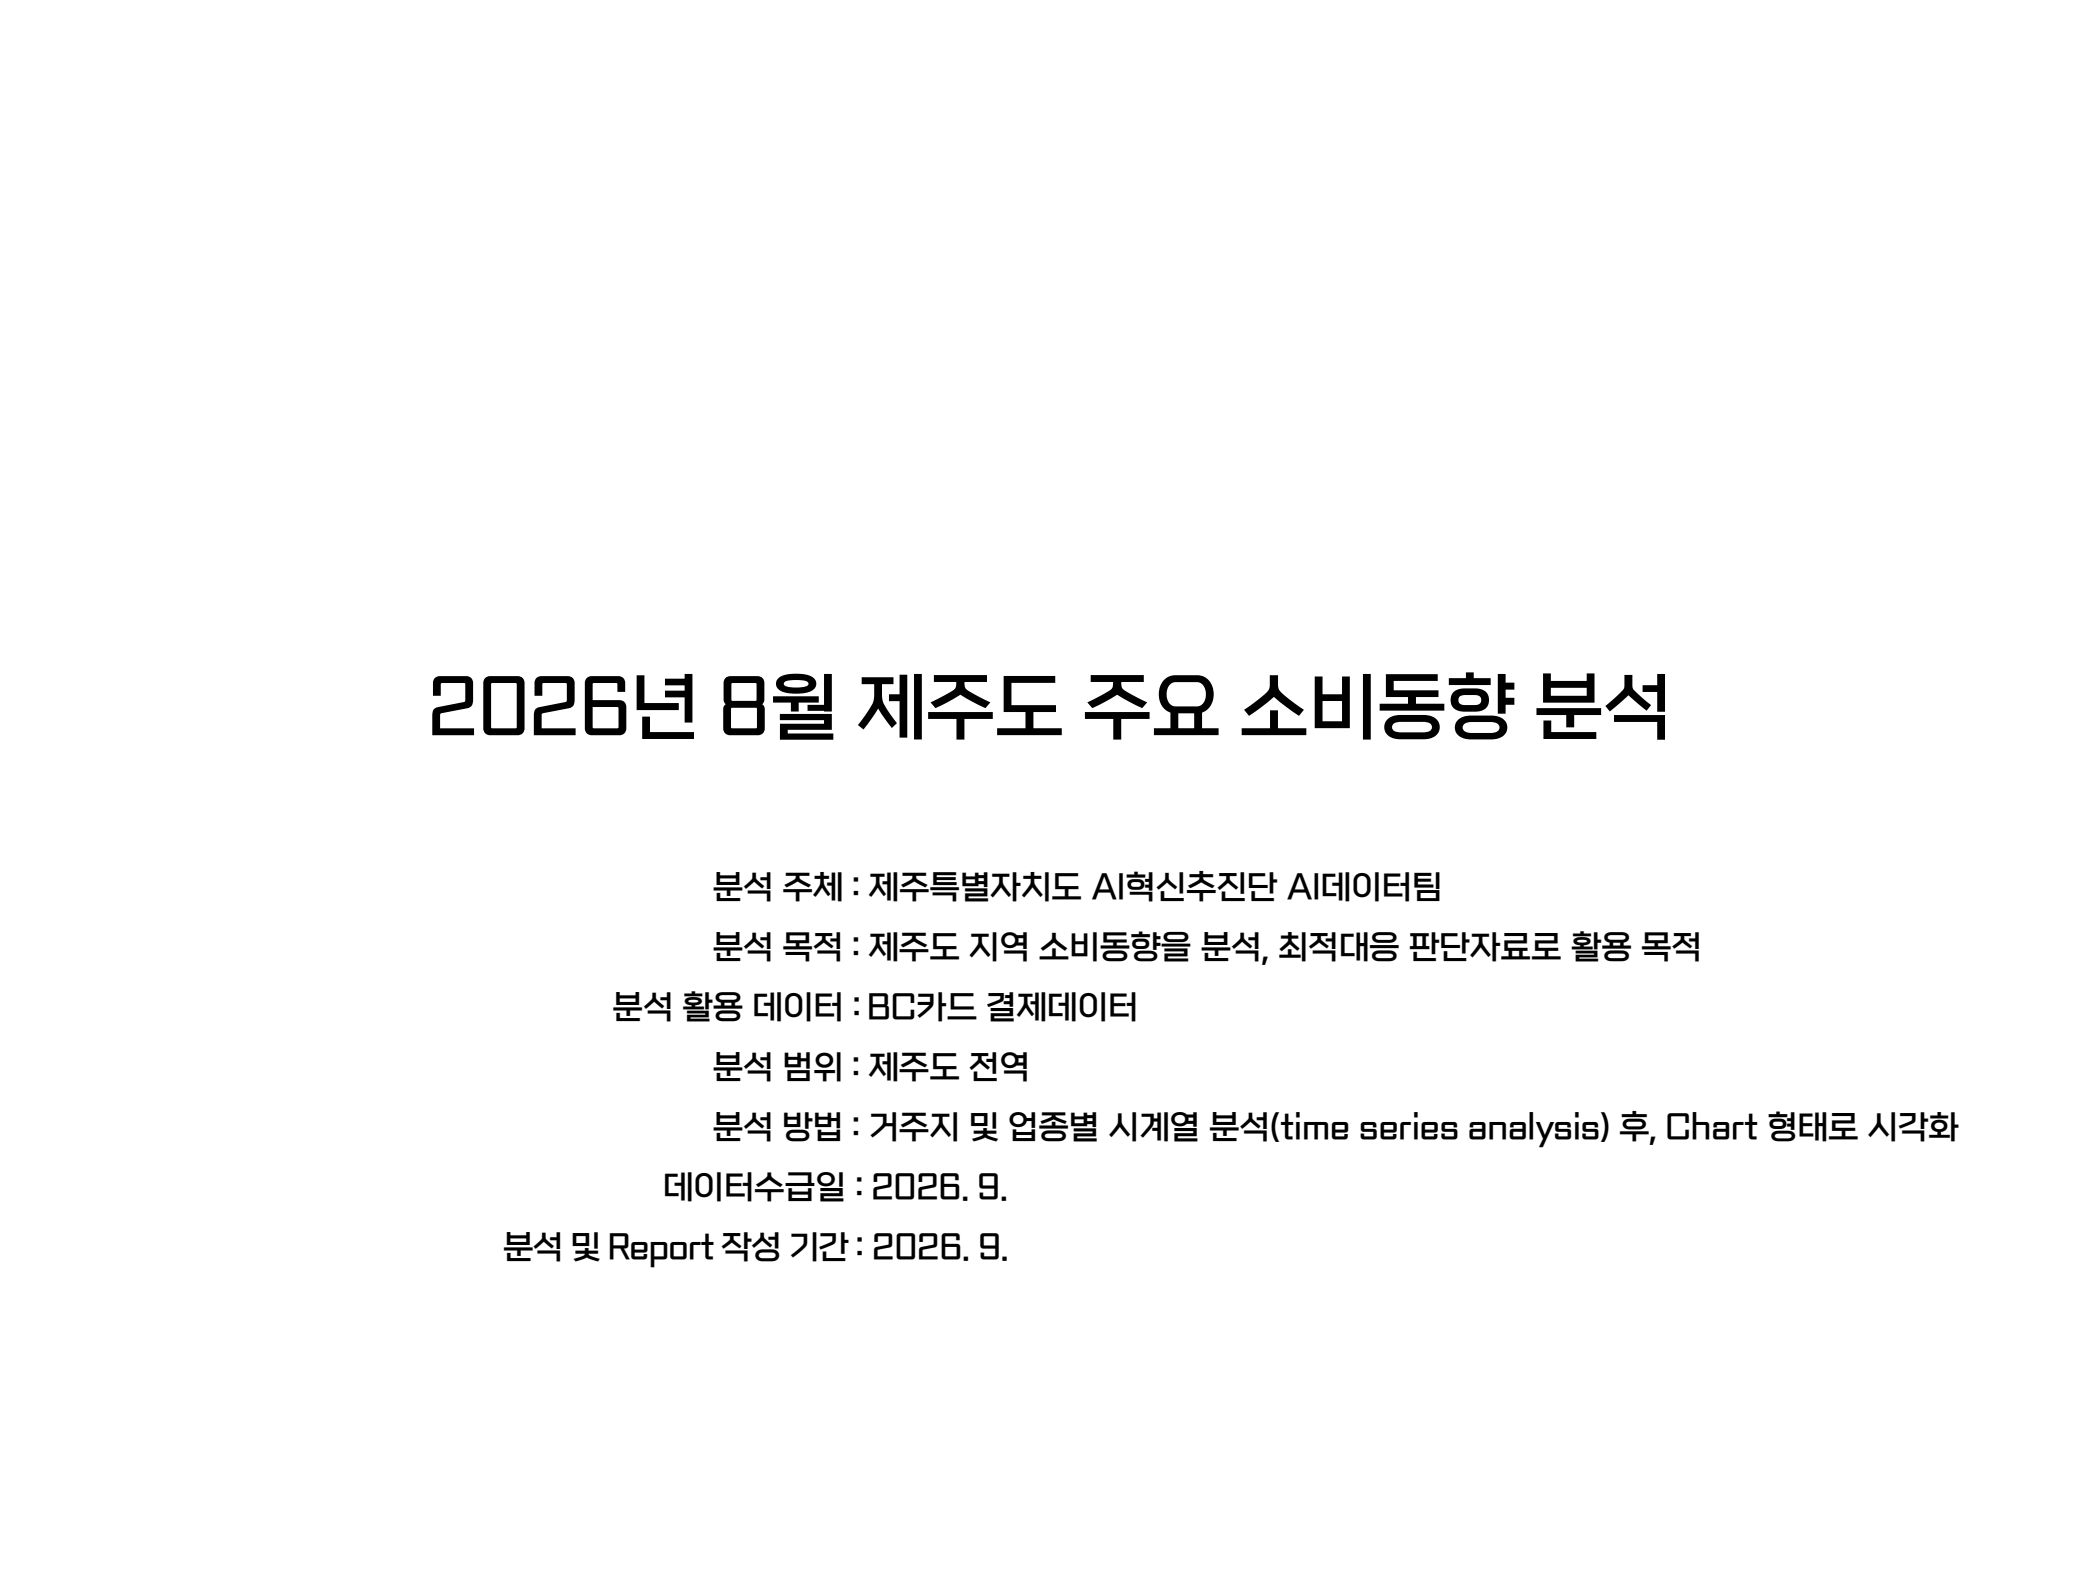 2026년 8월 제주도 주요 소비동향 분석
분석 주체 : 제주특별자치도 AI혁신추진단 AI데이터팀
분석 목적 : 제주도 지역 소비동향을 분석, 최적대응 판단자료로 활용 목적
분석 활용 데이터 : BC카드 결제데이터
분석 범위 : 제주도 전역
분석 방법 : 거주지 및 업종별 시계열 분석(time series analysis) 후, Chart 형태로 시각화
데이터수급일 : 2026. 9.
분석 및 Report 작성 기간 : 2026. 9.